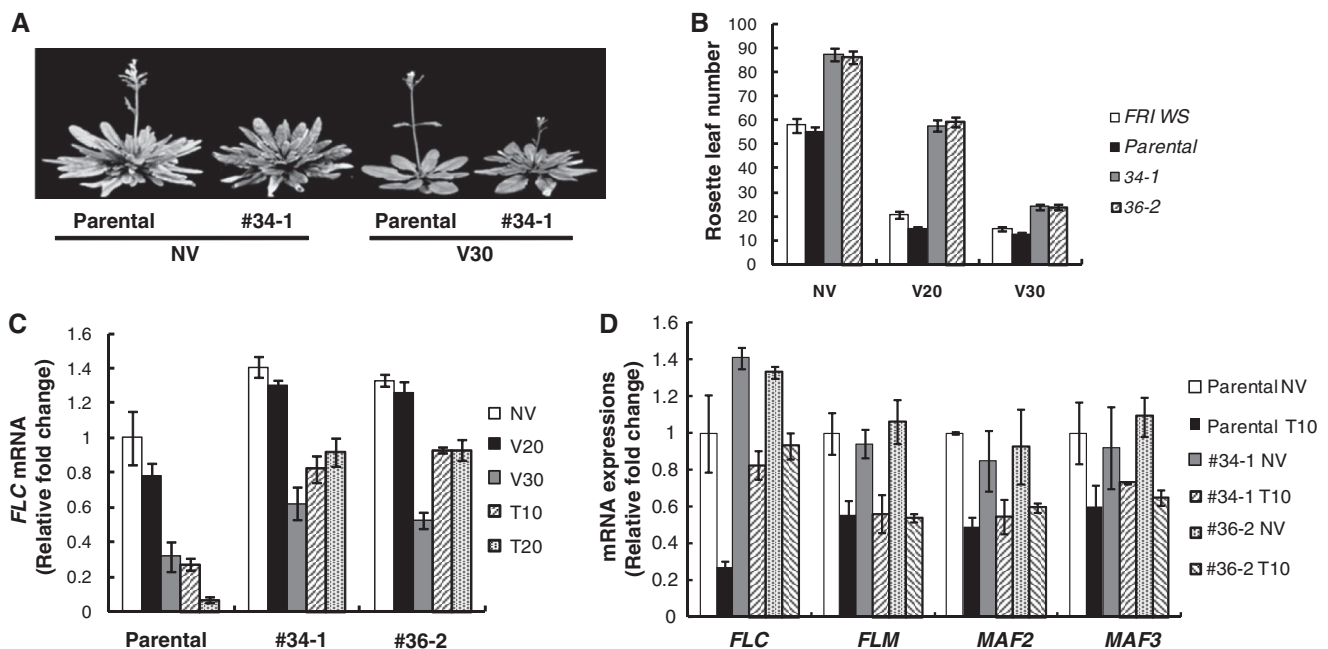 A
Parental #34-1 Parental #34-1
NV V30
B
Rosette leaf number
100
90
80
70
60
50
40
30
20
10
0
NV V20 V30
FRI WS
Parental
34-1
36-2
C
FLC mRNA
(Relative fold change)
1.6
1.4
1.2
1
0.8
0.6
0.4
0.2
0
Parental #34-1 #36-2
NV
V20
V30
T10
T20
D
mRNA expressions
(Relative fold change)
1.6
1.4
1.2
1
0.8
0.6
0.4
0.2
0
FLC FLM MAF2 MAF3
Parental NV
Parental T10
#34-1 NV
#34-1 T10
#36-2 NV
#36-2 T10